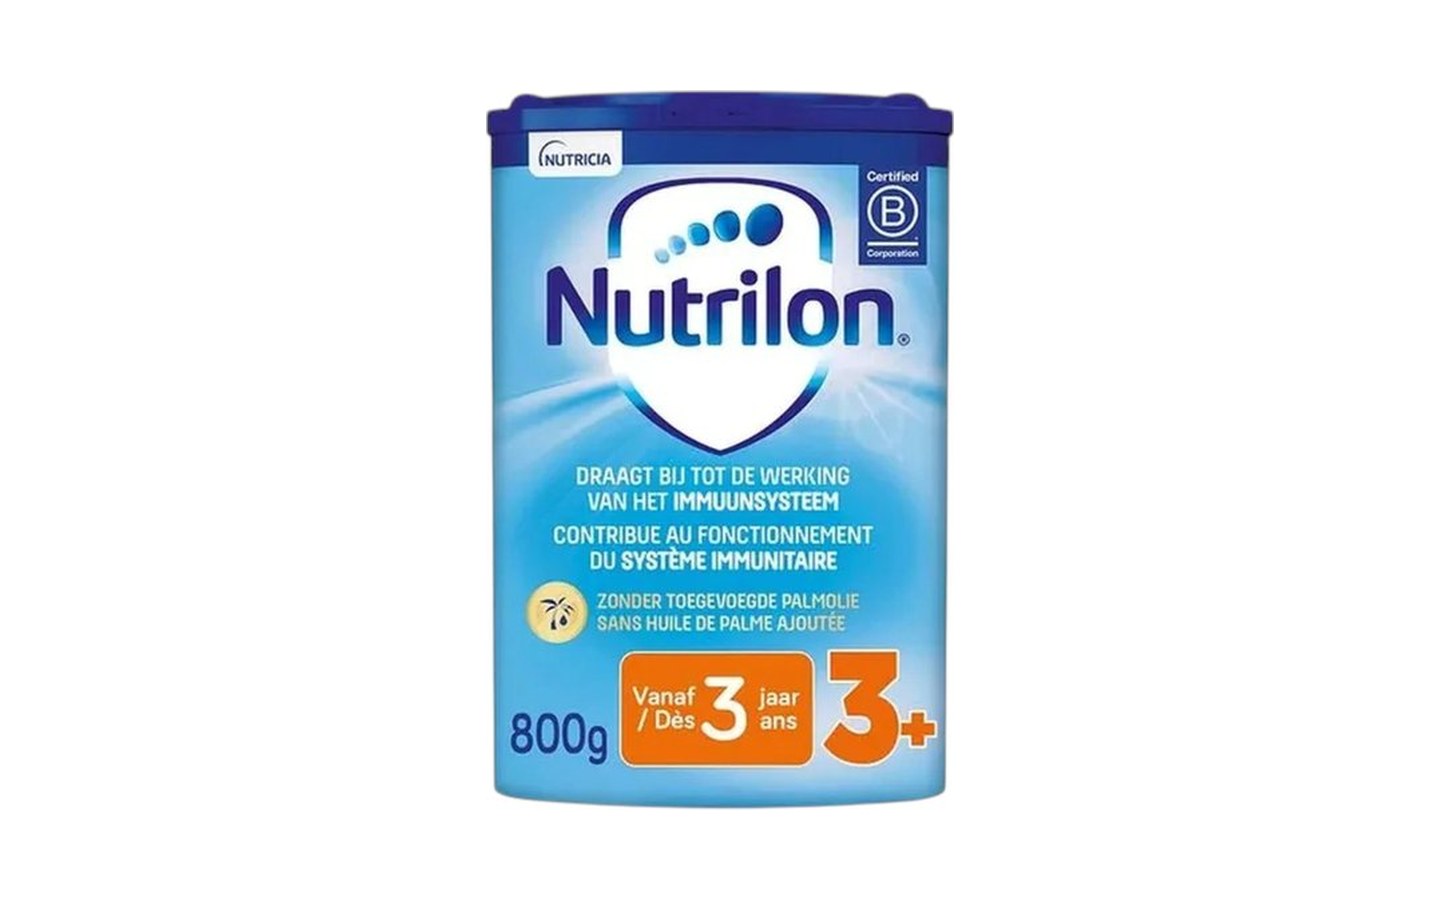 NUTRICIA
Certified
B
Corporation
Nutrilon®
DRAAGT BIJ TOT DE WERKING
VAN HET IMMUUNSYSTEEM
CONTRIBUE AU FONCTIONNEMENT
DU SYSTÈME IMMUNITAIRE
ZONDER TOEGEVOEGDE PALMOLIE
SANS HUILE DE PALME AJOUTÉE
800g
Vanaf 3 jaar
/ Dès ans
3+